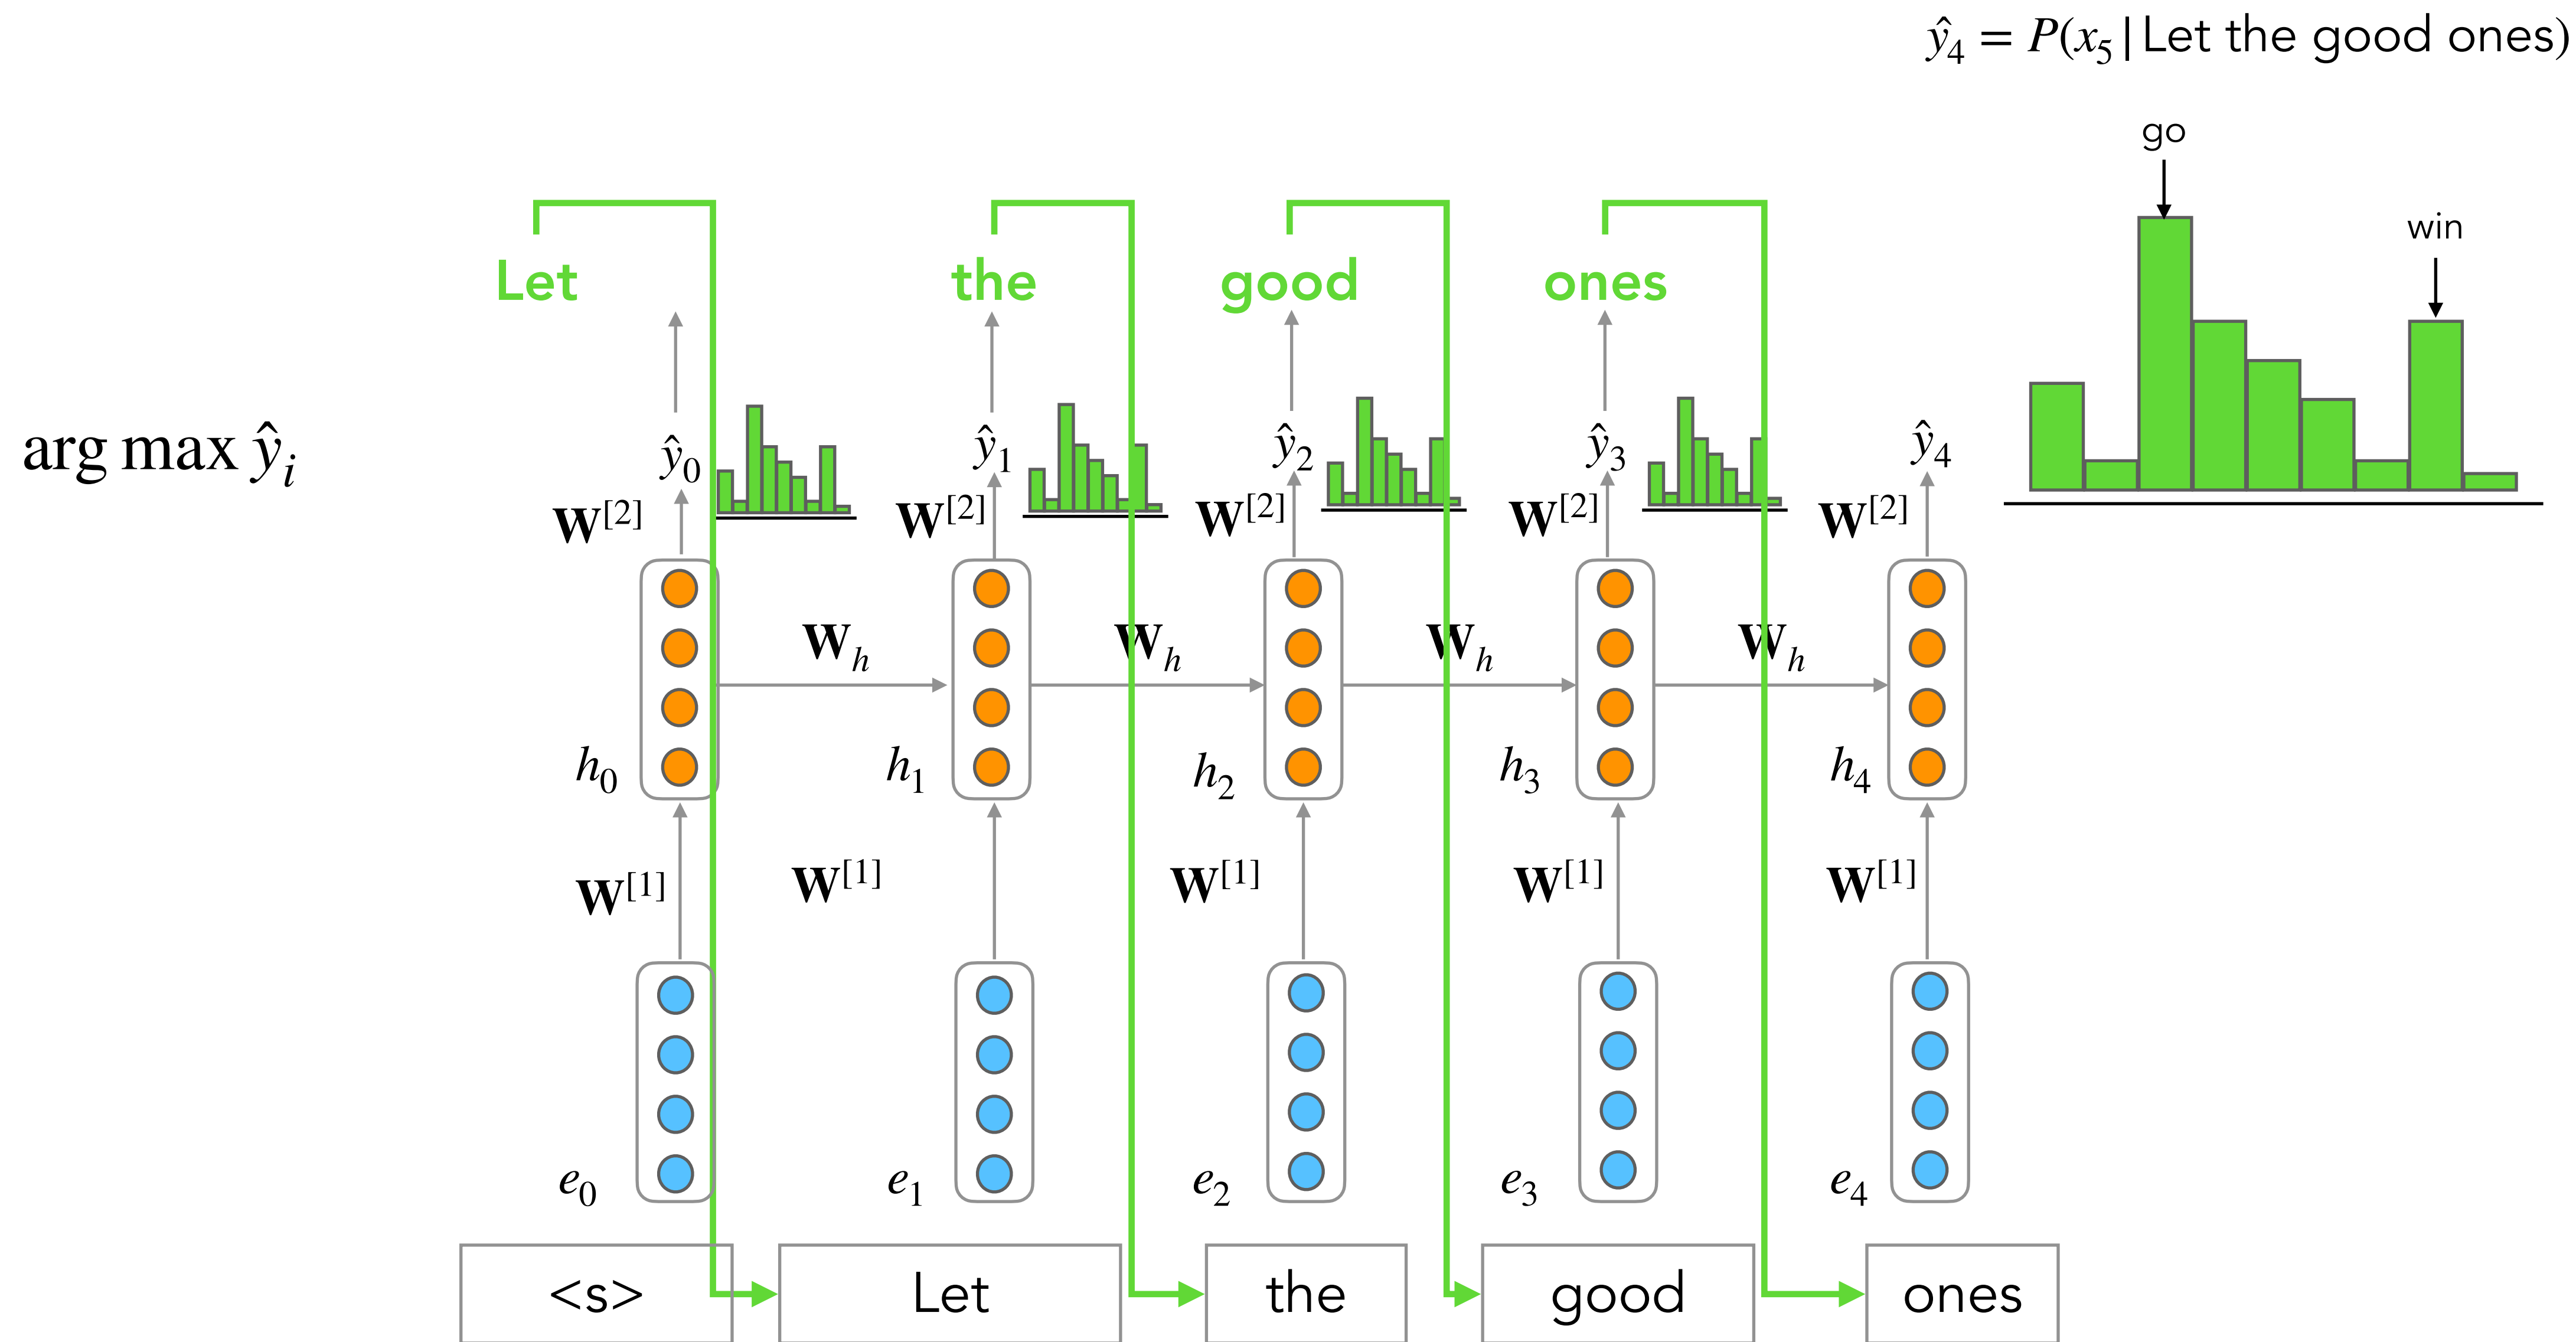 ŷ₄ = P(x₅ | Let the good ones)
go
win
Let the good ones
arg max ŷᵢ
ŷ₀ ŷ₁ ŷ₂ ŷ₃ ŷ₄
W[2] W[2] W[2] W[2] W[2]
Wₕ Wₕ Wₕ Wₕ
h₀ h₁ h₂ h₃ h₄
W[1] W[1] W[1] W[1] W[1]
e₀ e₁ e₂ e₃ e₄
<s> Let the good ones